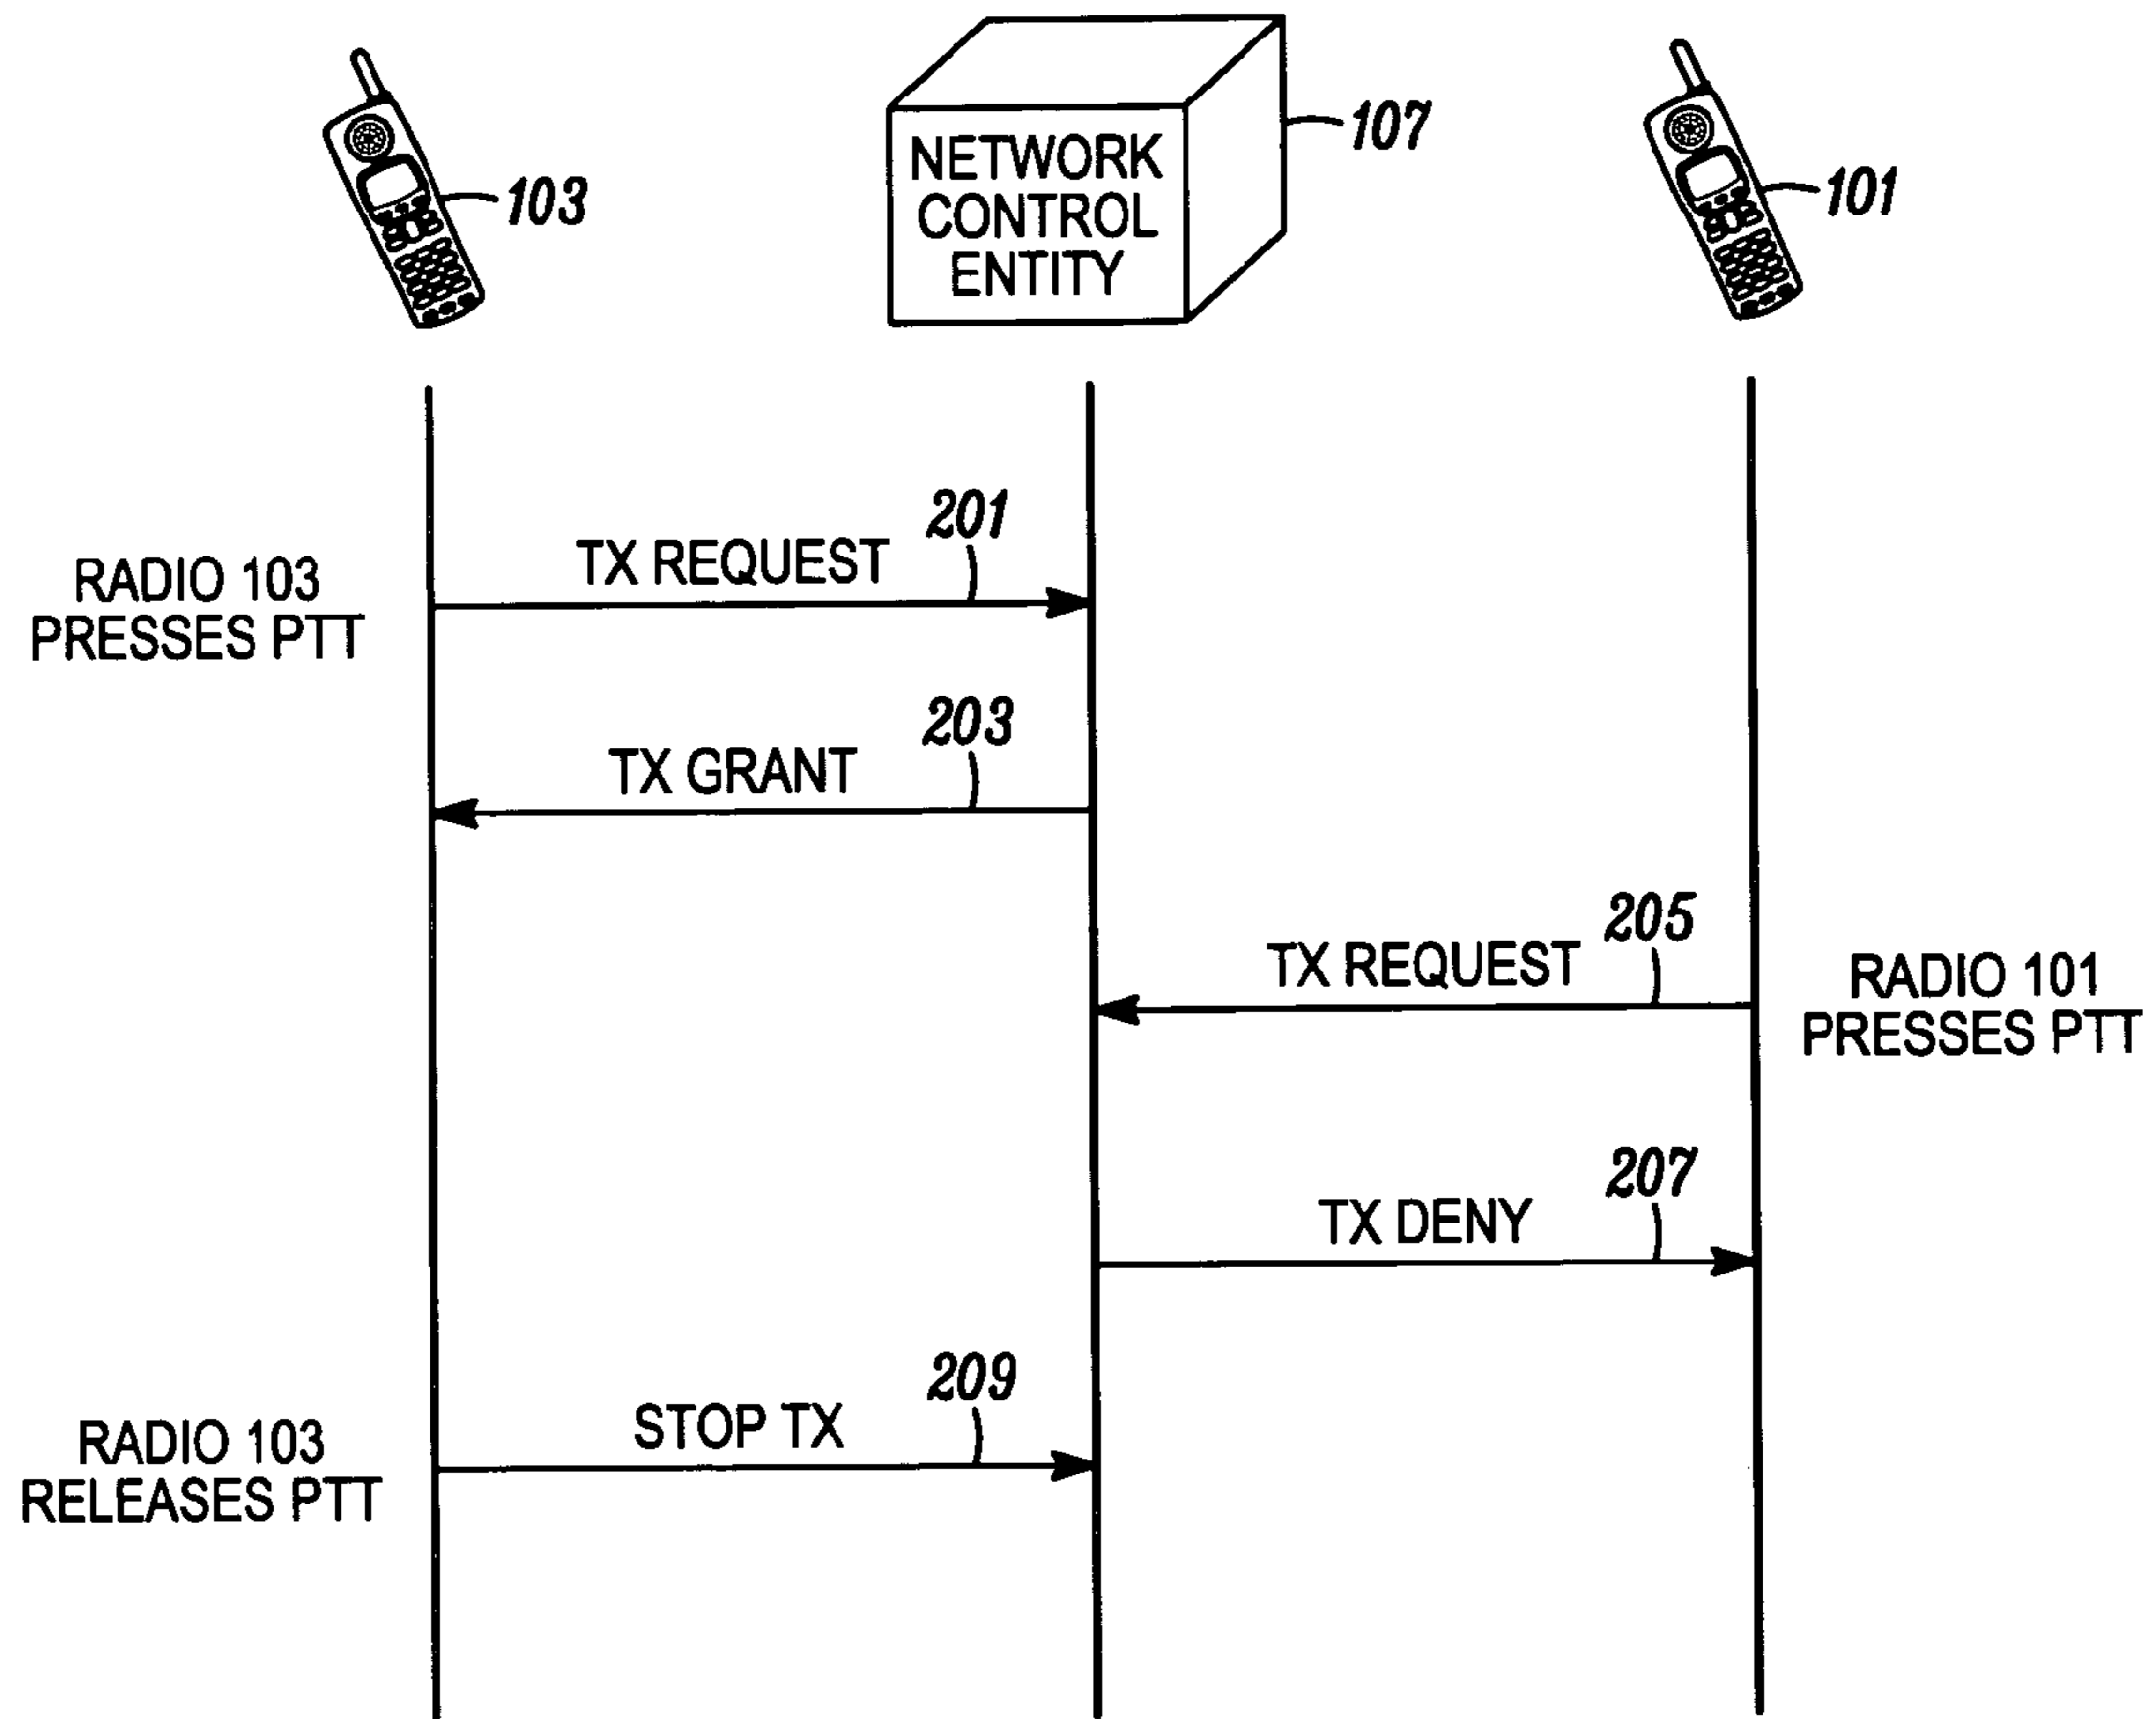 103
NETWORK
CONTROL
ENTITY
107
101
RADIO 103
PRESSES PTT
TX REQUEST
201
TX GRANT
203
TX REQUEST
205
RADIO 101
PRESSES PTT
TX DENY
207
RADIO 103
RELEASES PTT
STOP TX
209